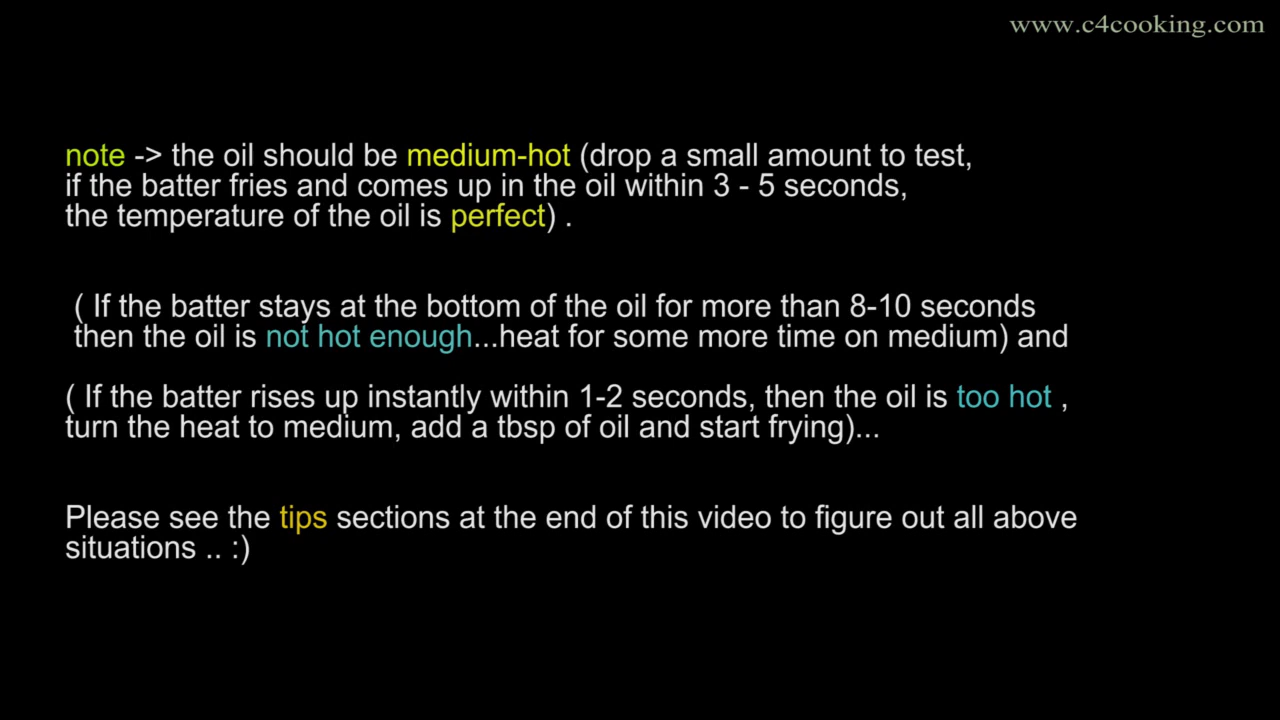 www.c4cooking.com
note -> the oil should be medium-hot (drop a small amount to test,
if the batter fries and comes up in the oil within 3 - 5 seconds,
the temperature of the oil is perfect) .
( If the batter stays at the bottom of the oil for more than 8-10 seconds
then the oil is not hot enough...heat for some more time on medium) and
( If the batter rises up instantly within 1-2 seconds, then the oil is too hot ,
turn the heat to medium, add a tbsp of oil and start frying)...
Please see the tips sections at the end of this video to figure out all above
situations .. :)